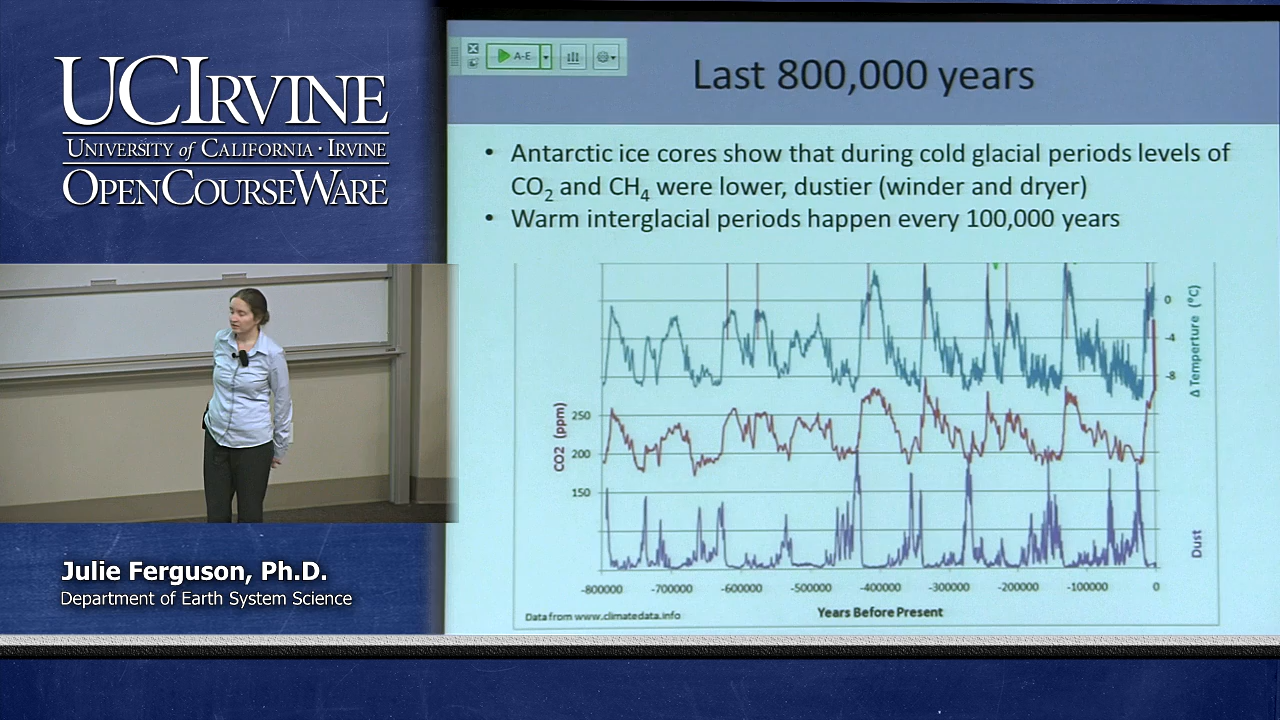 UCIRVINE
UNIVERSITY of CALIFORNIA · IRVINE
OPENCOURSEWARE
Julie Ferguson, Ph.D.
Department of Earth System Science
A-E
Last 800,000 years
• Antarctic ice cores show that during cold glacial periods levels of
CO2 and CH4 were lower, dustier (winder and dryer)
• Warm interglacial periods happen every 100,000 years
0
-4
-8
Δ Temperture (°C)
CO2 (ppm)
250
200
150
Dust
-800000 -700000 -600000 -500000 -400000 -300000 -200000 -100000 0
Years Before Present
Data from www.climatedata.info